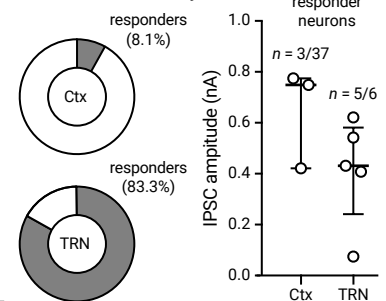 responders
(8.1%)
Ctx
responders
(83.3%)
TRN
responder
neurons
IPSC ampitude (nA)
1.0
0.8
0.6
0.4
0.2
0.0
n = 3/37
n = 5/6
Ctx
TRN